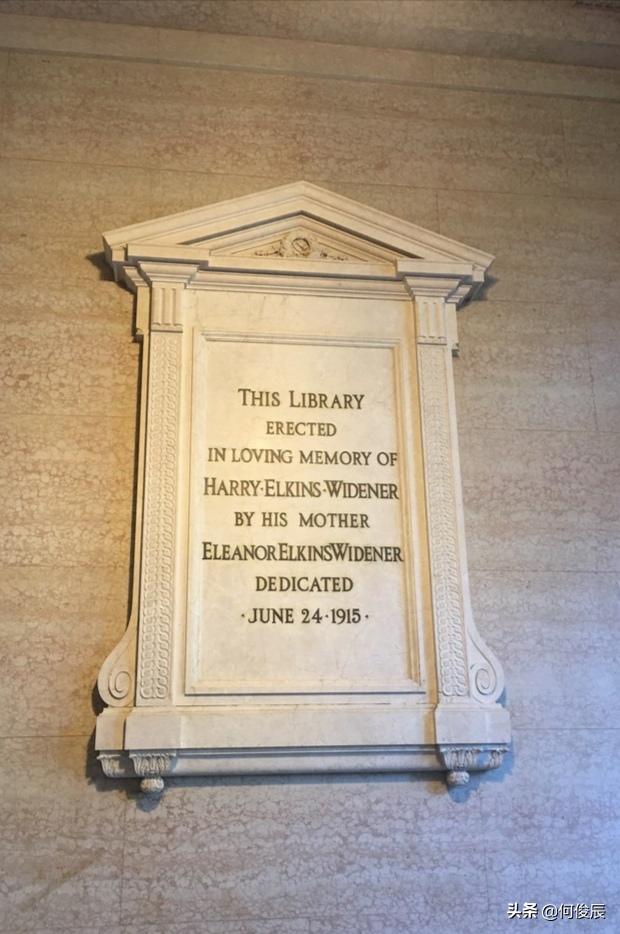 THIS LIBRARY
ERECTED
IN LOVING MEMORY OF
HARRY·ELKINS·WIDENER
BY HIS MOTHER
ELEANOR ELKINS WIDENER
DEDICATED
·JUNE 24·1915·
头条 @何俊辰